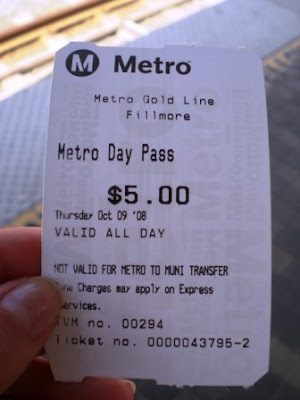 M Metro
Metro Gold Line
Fillmore
Metro Day Pass
$5.00
Thursday Oct 09 '08
VALID ALL DAY
NOT VALID FOR METRO TO MUNI TRANSFER
Zone Charges may apply on Express
Services.
TVM no. 00294
Ticket no. 0000043795-2